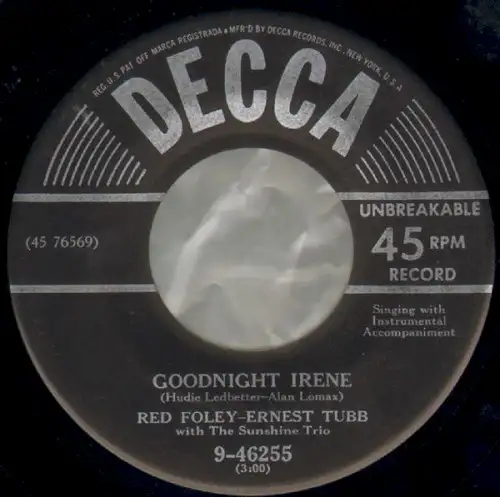 REG. U.S. PAT. OFF. MARCA REGISTRADA • MF'R'D BY DECCA RECORDS, INC., NEW YORK, U.S.A.
DECCA
UNBREAKABLE
(45 76569)
45 RPM
RECORD
Singing with
Instrumental
Accompaniment
GOODNIGHT IRENE
(Hudie Ledbetter-Alan Lomax)
RED FOLEY-ERNEST TUBB
with The Sunshine Trio
9-46255
(3:00)